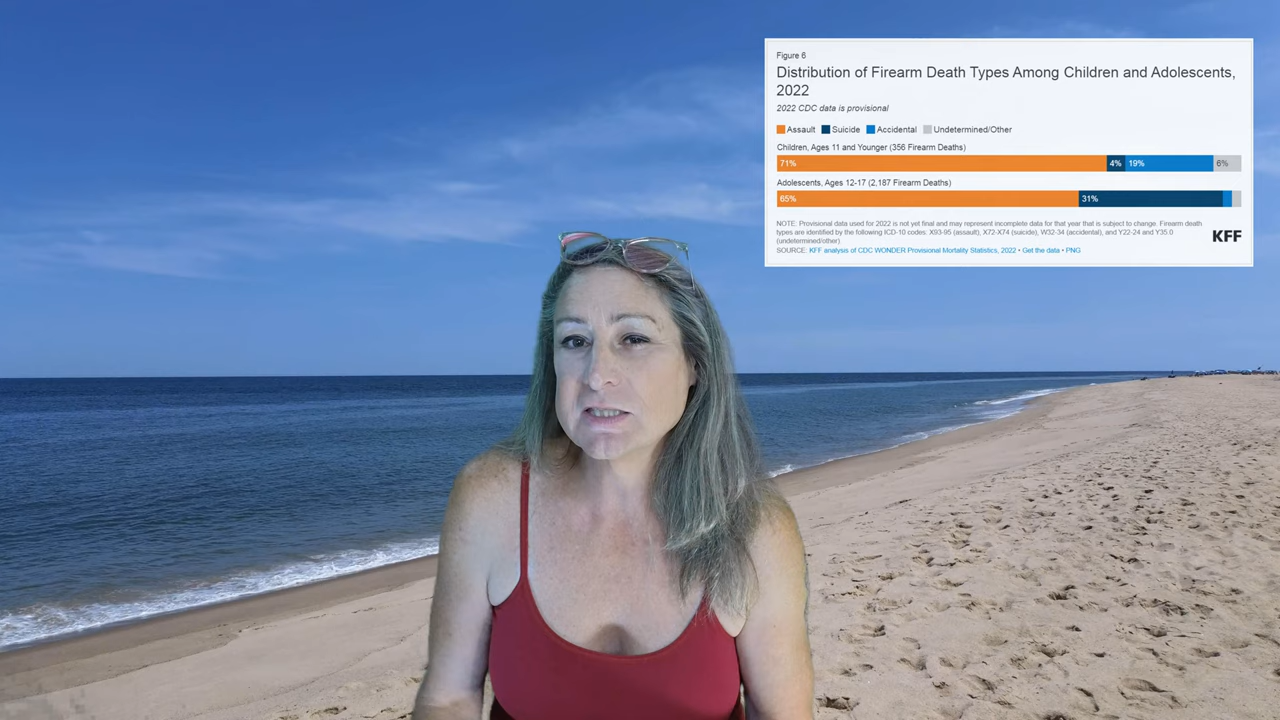 Figure 6
Distribution of Firearm Death Types Among Children and Adolescents,
2022
2022 CDC data is provisional
Assault Suicide Accidental Undetermined/Other
Children, Ages 11 and Younger (356 Firearm Deaths)
71% 4% 19% 6%
Adolescents, Ages 12-17 (2,187 Firearm Deaths)
65% 31%
NOTE: Provisional data used for 2022 is not yet final and may represent incomplete data for that year that is subject to change. Firearm death
types are identified by the following ICD-10 codes: X93-95 (assault), X72-X74 (suicide), W32-34 (accidental), and Y22-24 and Y35.0
(undetermined/other)
SOURCE: KFF analysis of CDC WONDER Provisional Mortality Statistics, 2022 • Get the data • PNG
KFF